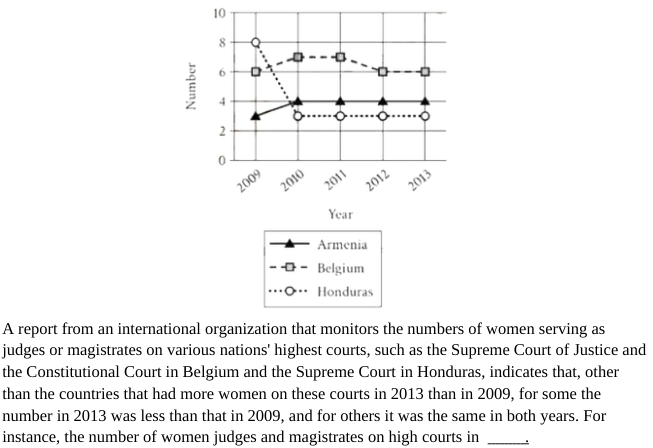 10
8
6
4
2
0
Number
2009 2010 2011 2012 2013
Year
Armenia
Belgium
Honduras
A report from an international organization that monitors the numbers of women serving as
judges or magistrates on various nations' highest courts, such as the Supreme Court of Justice and
the Constitutional Court in Belgium and the Supreme Court in Honduras, indicates that, other
than the countries that had more women on these courts in 2013 than in 2009, for some the
number in 2013 was less than that in 2009, and for others it was the same in both years. For
instance, the number of women judges and magistrates on high courts in ______.